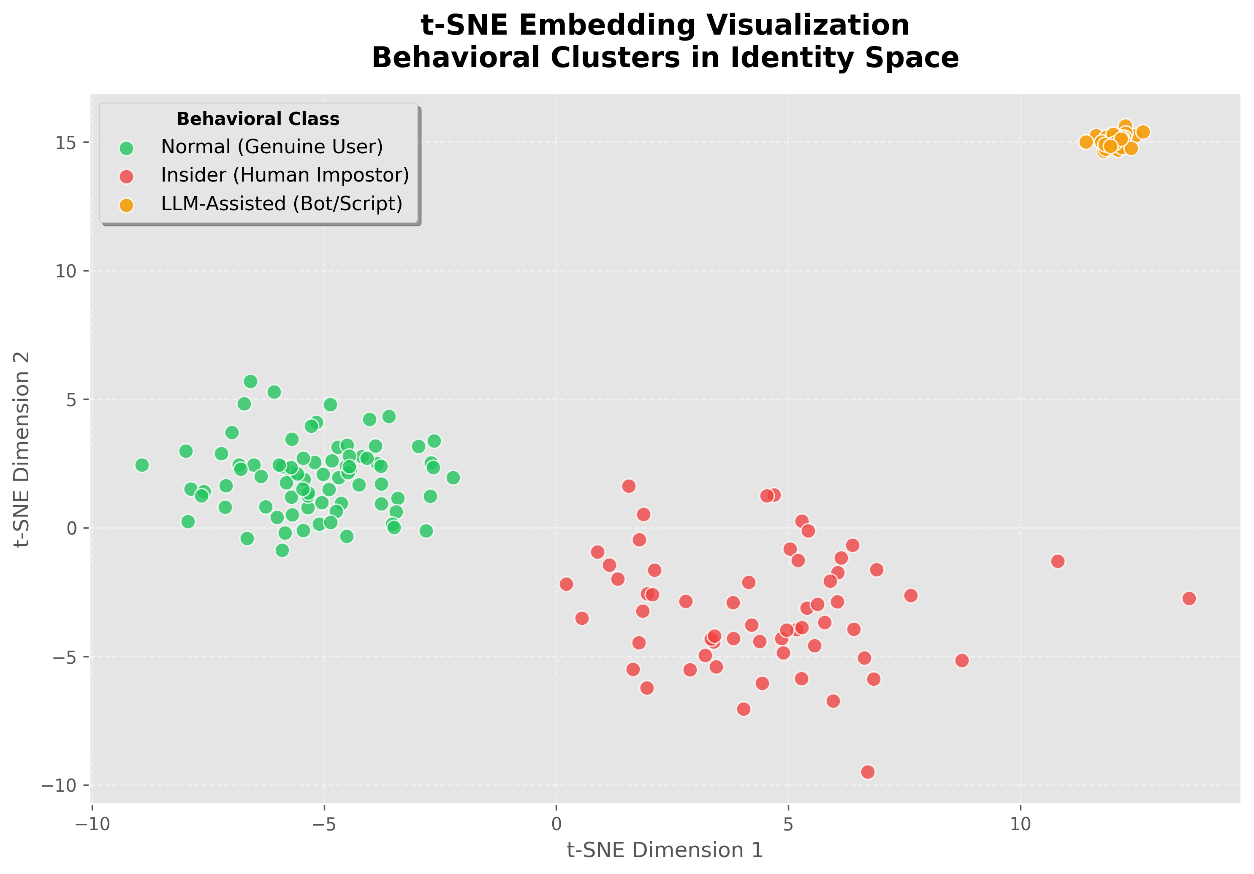 t-SNE Embedding Visualization
Behavioral Clusters in Identity Space
Behavioral Class
Normal (Genuine User)
Insider (Human Impostor)
LLM-Assisted (Bot/Script)
15
10
5
0
−5
−10
t-SNE Dimension 2
−10
−5
0
5
10
t-SNE Dimension 1